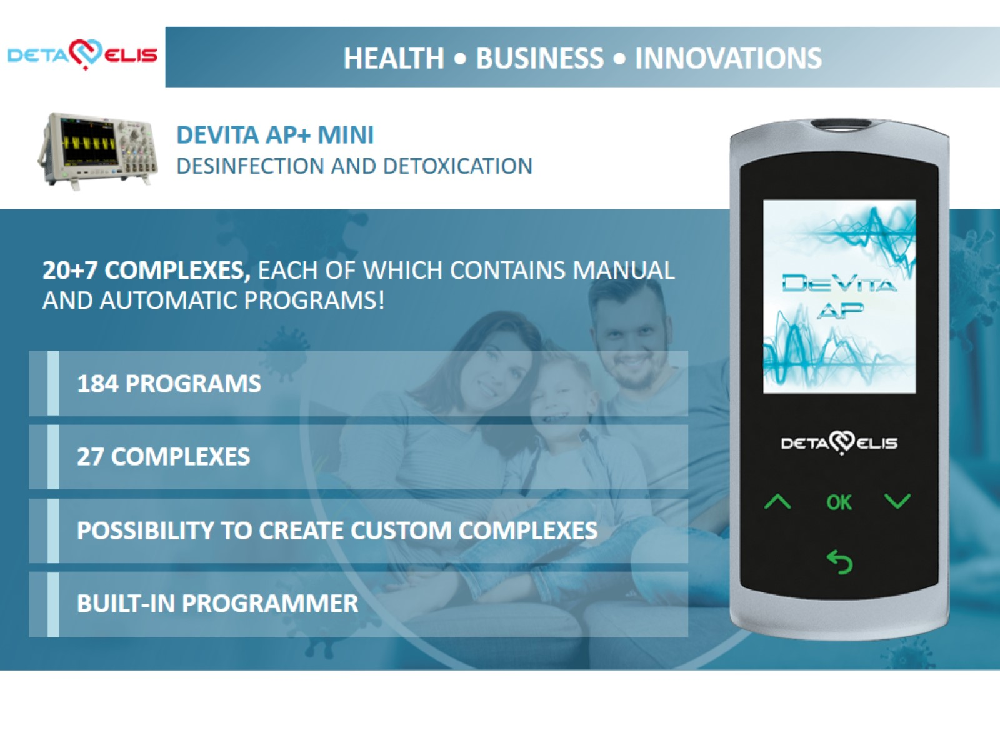 DETA ELIS
HEALTH • BUSINESS • INNOVATIONS
DEVITA AP+ MINI
DESINFECTION AND DETOXICATION
20+7 COMPLEXES, EACH OF WHICH CONTAINS MANUAL
AND AUTOMATIC PROGRAMS!
184 PROGRAMS
27 COMPLEXES
POSSIBILITY TO CREATE CUSTOM COMPLEXES
BUILT-IN PROGRAMMER
DEVITA
AP
DETA ELIS
OK